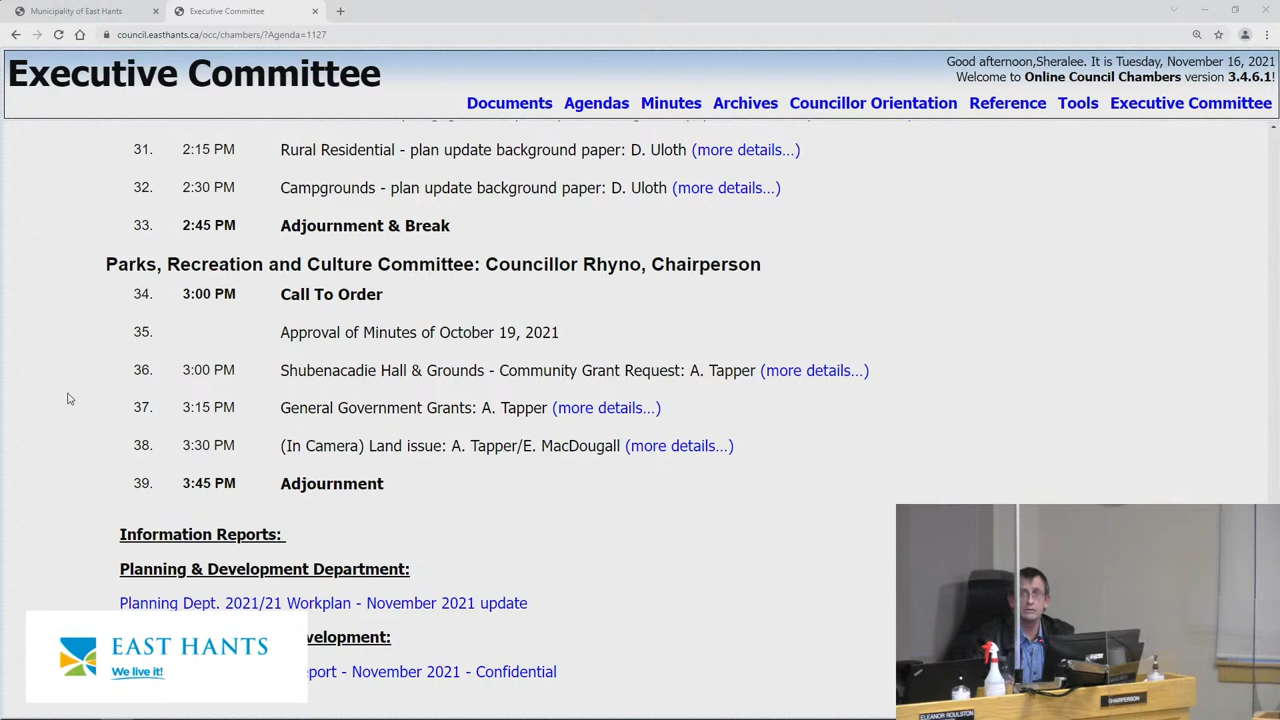 Municipality of East Hants
Executive Committee
council.easthants.ca/occ/chambers/?Agenda=1127
Executive Committee
Good afternoon,Sheralee. It is Tuesday, November 16, 2021
Welcome to Online Council Chambers version 3.4.6.1!
Documents Agendas Minutes Archives Councillor Orientation Reference Tools Executive Committee
31. 2:15 PM Rural Residential - plan update background paper: D. Uloth (more details...)
32. 2:30 PM Campgrounds - plan update background paper: D. Uloth (more details...)
33. 2:45 PM Adjournment & Break
Parks, Recreation and Culture Committee: Councillor Rhyno, Chairperson
34. 3:00 PM Call To Order
35. Approval of Minutes of October 19, 2021
36. 3:00 PM Shubenacadie Hall & Grounds - Community Grant Request: A. Tapper (more details...)
37. 3:15 PM General Government Grants: A. Tapper (more details...)
38. 3:30 PM (In Camera) Land issue: A. Tapper/E. MacDougall (more details...)
39. 3:45 PM Adjournment
Information Reports:
Planning & Development Department:
Planning Dept. 2021/21 Workplan - November 2021 update
velopment:
port - November 2021 - Confidential
EAST HANTS
We live it!
ELEANOR ROULSTON
CHAIRPERSON